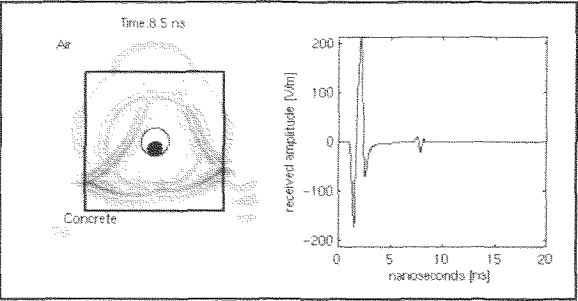 Time:8.5 ns
Air
Concrete
received amplitude [V/m]
200
100
0
-100
-200
0
5
10
15
20
nanoseconds [ns]